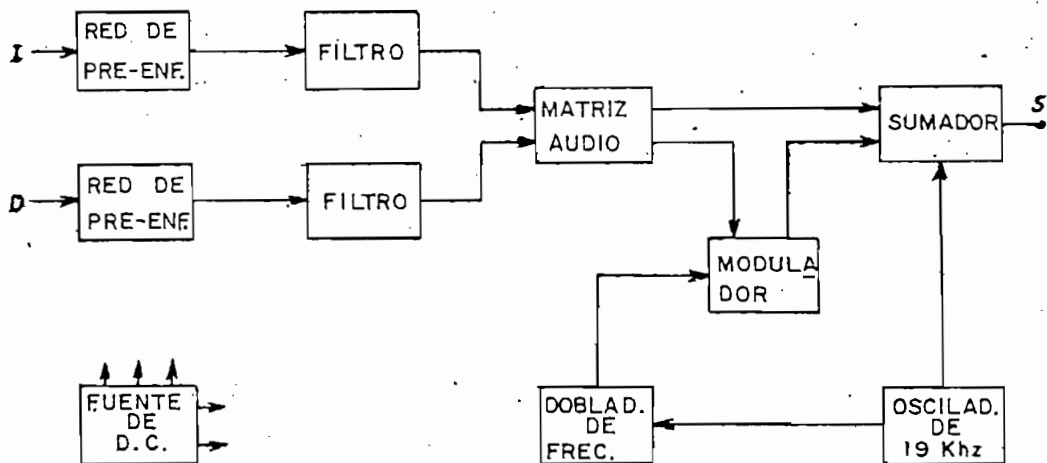 I
RED DE
PRE-ENF.
FILTRO
MATRIZ
AUDIO
SUMADOR
S
D
RED DE
PRE-ENF.
FILTRO
MODULA
DOR
FUENTE
DE
D.C.
DOBLAD.
DE
FREC.
OSCILAD.
DE
19 Khz